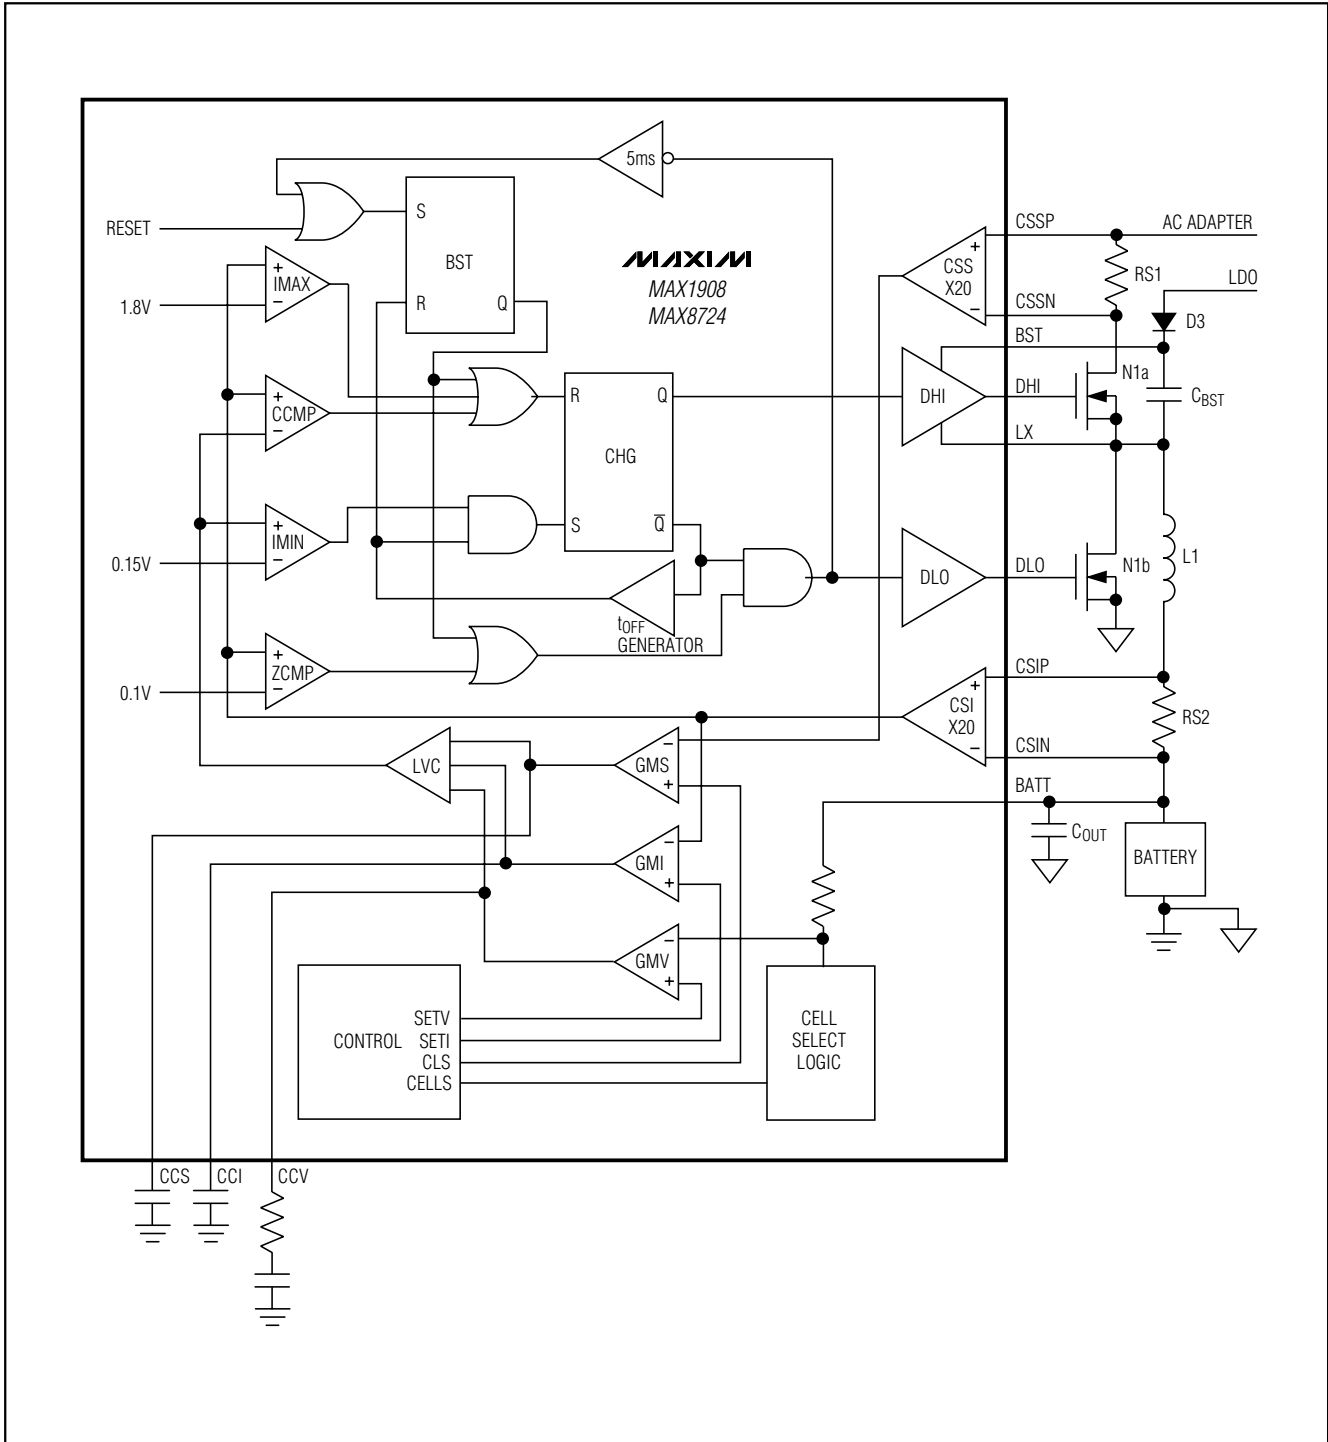 5ms
RESET
S
BST
R
Q
MAXIM
MAX1908
MAX8724
+
IMAX
−
1.8V
+
CCMP
−
+
IMIN
−
0.15V
+
ZCMP
−
0.1V
R
Q
CHG
S
Q̅
tOFF
GENERATOR
CSSP
AC ADAPTER
+
CSS
X20
−
RS1
LDO
CSSN
D3
BST
DHI
DHI
N1a
CBST
LX
DLO
DLO
N1b
L1
CSIP
+
CSI
X20
−
RS2
CSIN
BATT
COUT
BATTERY
LVC
−
GMS
+
−
GMI
+
−
GMV
+
CONTROL
SETV
SETI
CLS
CELLS
CELL
SELECT
LOGIC
CCS
CCI
CCV